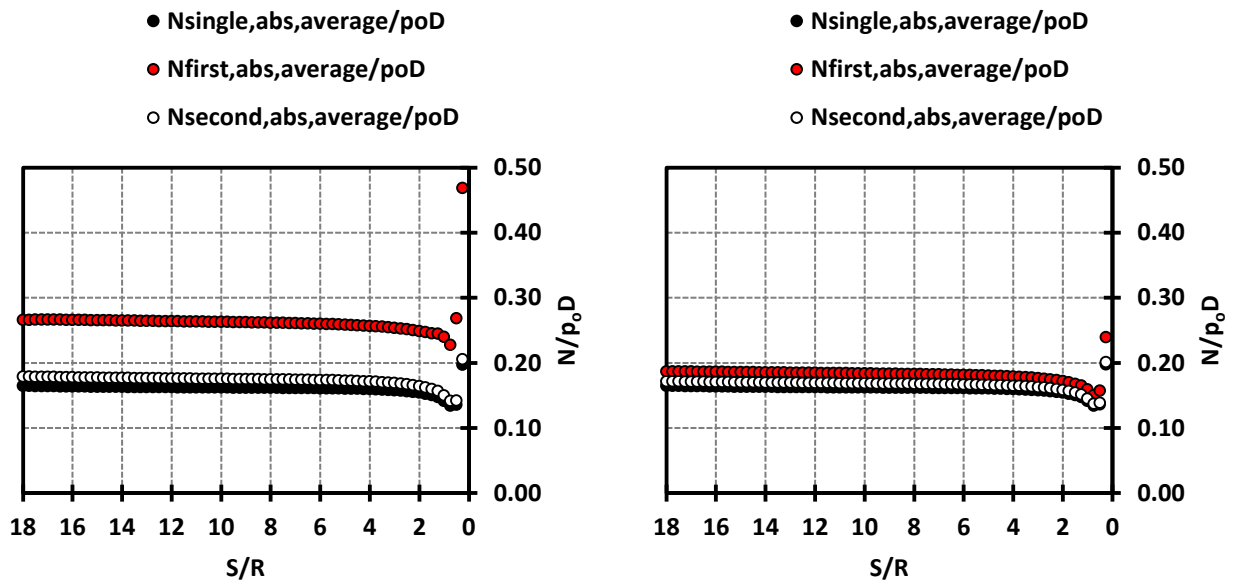 Nsingle,abs,average/poD
Nfirst,abs,average/poD
Nsecond,abs,average/poD
0.50
0.40
0.30
0.20
0.10
0.00
N/poD
18 16 14 12 10 8 6 4 2 0
S/R
Nsingle,abs,average/poD
Nfirst,abs,average/poD
Nsecond,abs,average/poD
0.50
0.40
0.30
0.20
0.10
0.00
N/poD
18 16 14 12 10 8 6 4 2 0
S/R